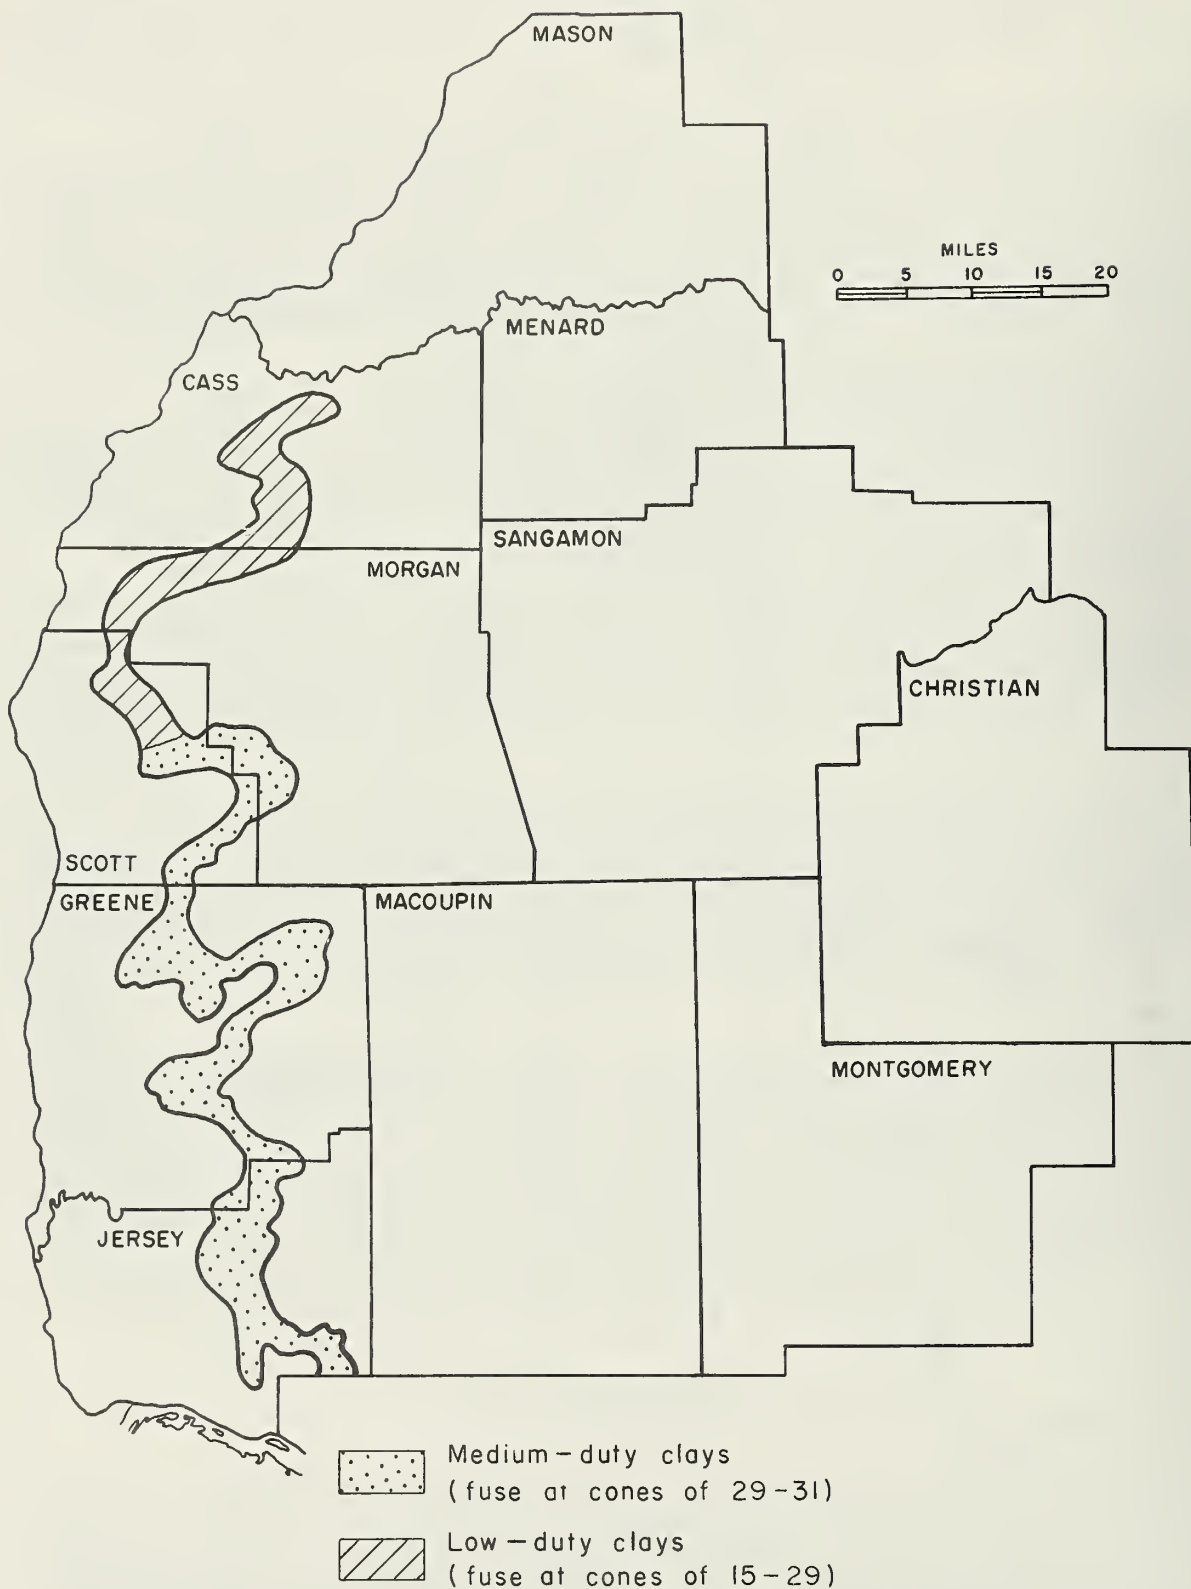 MASON
MILES
0 5 10 15 20
MENARD
CASS
SANGAMON
MORGAN
CHRISTIAN
SCOTT
GREENE
MACOUPIN
MONTGOMERY
JERSEY
Medium-duty clays
(fuse at cones of 29-31)
Low-duty clays
(fuse at cones of 15-29)